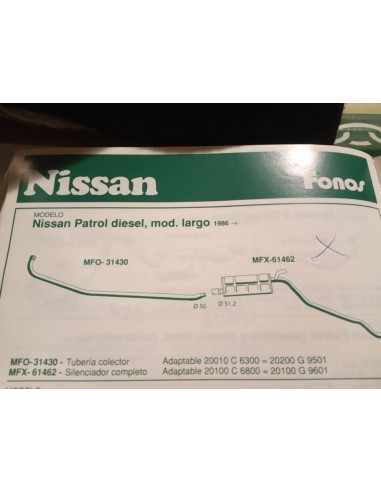 Nissan
Fonos
MODELO
Nissan Patrol diesel, mod. largo 1986 →
MFO- 31430
MFX-61462
Ø 50
Ø 51,2
MFO-31430 - Tubería colector Adaptable 20010 C 6300 = 20200 G 9501
MFX- 61462 - Silenciador completo Adaptable 20100 C 6800 = 20100 G 9601